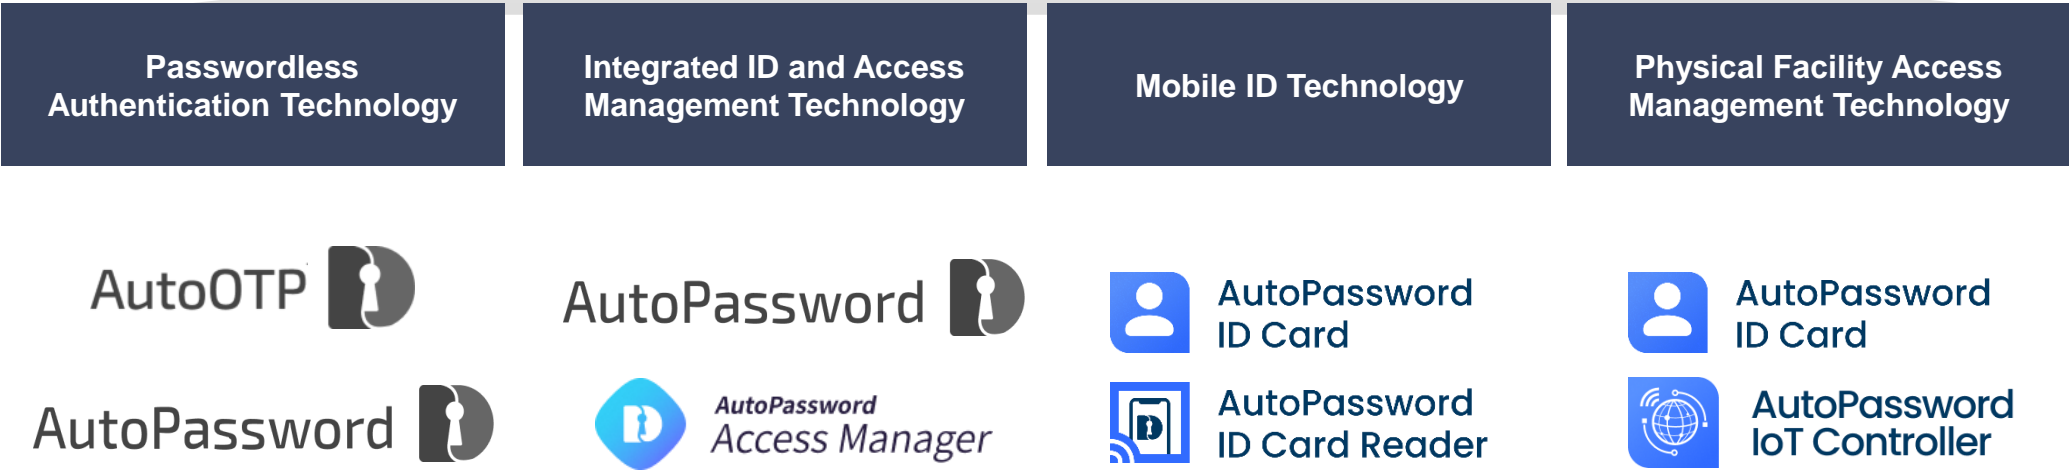 Passwordless
Authentication Technology
Integrated ID and Access
Management Technology
Mobile ID Technology
Physical Facility Access
Management Technology
AutoOTP
AutoPassword
AutoPassword
AutoPassword
Access Manager
AutoPassword
ID Card
AutoPassword
ID Card Reader
AutoPassword
ID Card
AutoPassword
IoT Controller